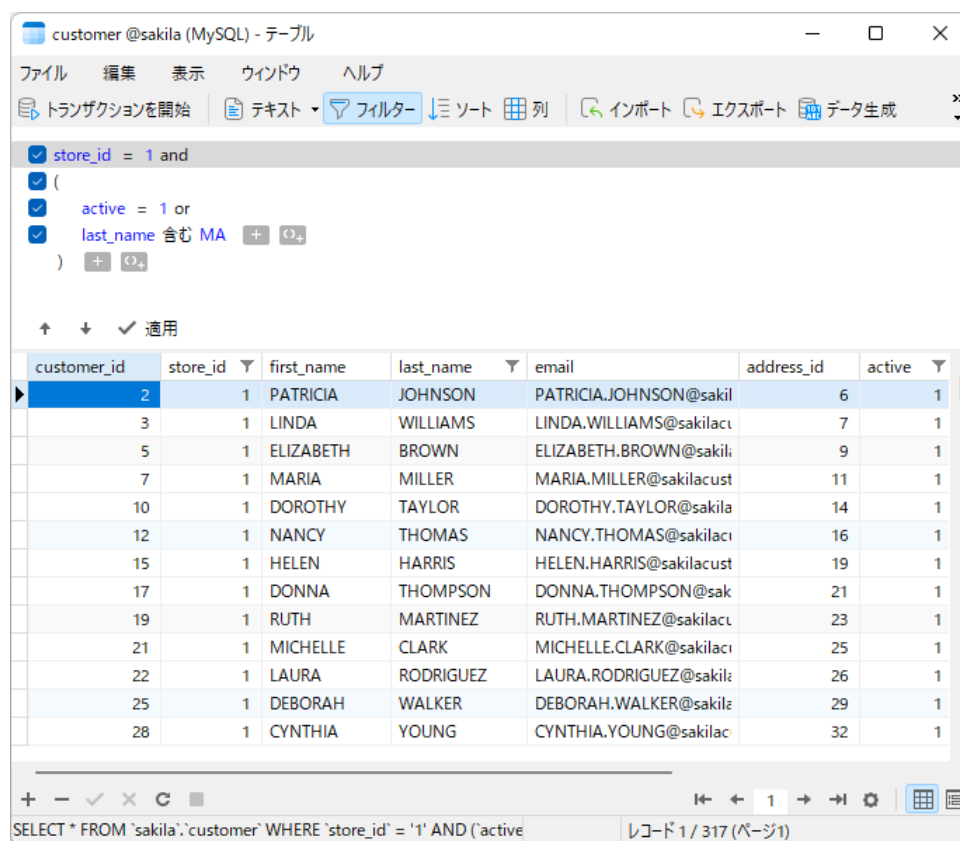 customer @sakila (MySQL) - テーブル
ファイル 編集 表示 ウィンドウ ヘルプ
トランザクションを開始 テキスト フィルター ソート 列 インポート エクスポート データ生成
store_id = 1 and
(
active = 1 or
last_name 含む MA
)
適用
customer_id store_id first_name last_name email address_id active
2 1 PATRICIA JOHNSON PATRICIA.JOHNSON@sakil 6 1
3 1 LINDA WILLIAMS LINDA.WILLIAMS@sakilacu 7 1
5 1 ELIZABETH BROWN ELIZABETH.BROWN@sakila 9 1
7 1 MARIA MILLER MARIA.MILLER@sakilacust 11 1
10 1 DOROTHY TAYLOR DOROTHY.TAYLOR@sakila 14 1
12 1 NANCY THOMAS NANCY.THOMAS@sakilacu 16 1
15 1 HELEN HARRIS HELEN.HARRIS@sakilacust 19 1
17 1 DONNA THOMPSON DONNA.THOMPSON@sak 21 1
19 1 RUTH MARTINEZ RUTH.MARTINEZ@sakilacu 23 1
21 1 MICHELLE CLARK MICHELLE.CLARK@sakilacu 25 1
22 1 LAURA RODRIGUEZ LAURA.RODRIGUEZ@sakila 26 1
25 1 DEBORAH WALKER DEBORAH.WALKER@sakila 29 1
28 1 CYNTHIA YOUNG CYNTHIA.YOUNG@sakilac 32 1
1
SELECT * FROM `sakila`.`customer` WHERE `store_id` = '1' AND (`active レコード 1 / 317 (ページ1)